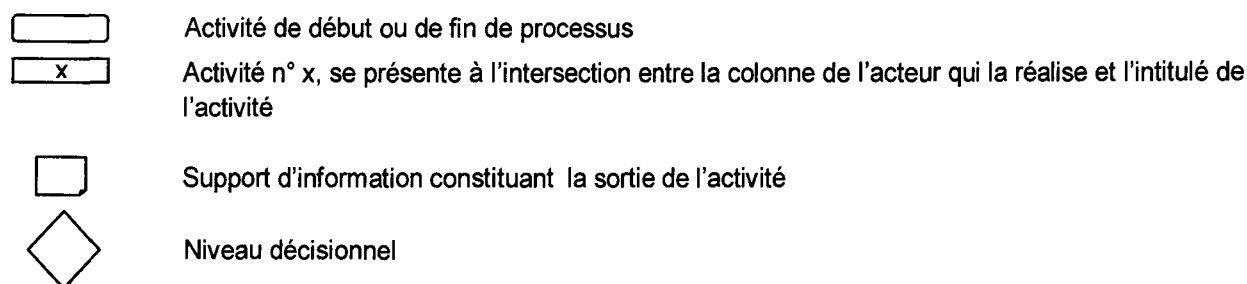 Activité de début ou de fin de processus
x Activité n° x, se présente à l'intersection entre la colonne de l'acteur qui la réalise et l'intitulé de
l'activité
Support d'information constituant la sortie de l'activité
Niveau décisionnel